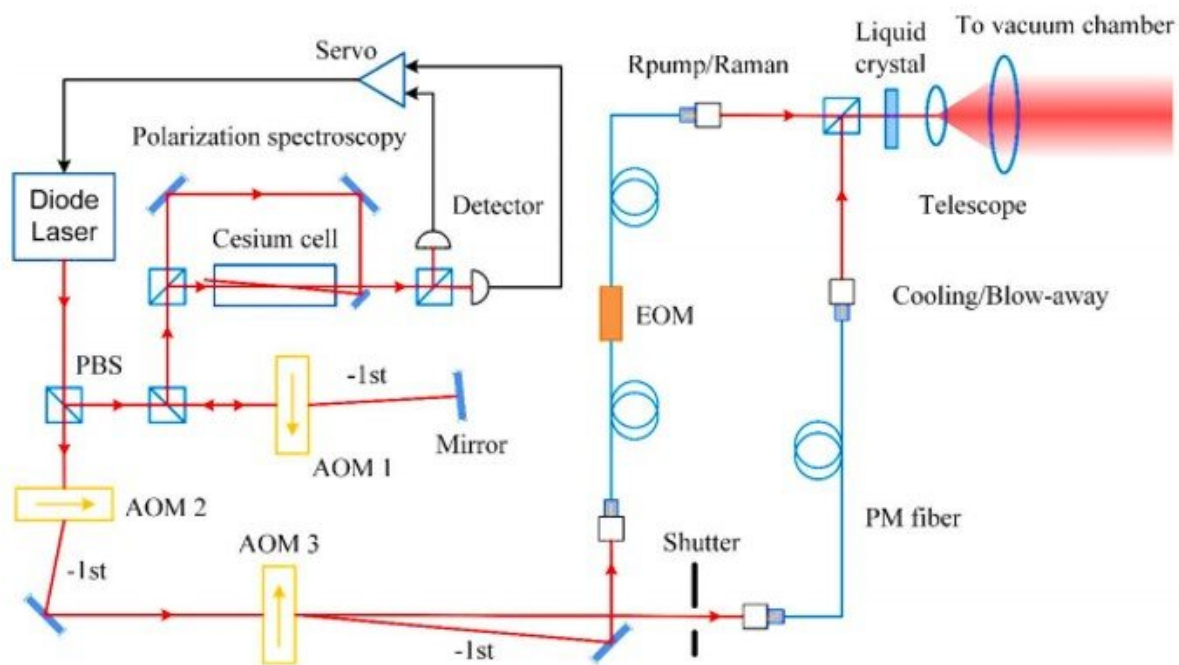 Servo
Polarization spectroscopy
Diode
Laser
Cesium cell
Detector
PBS
-1st
Mirror
AOM 1
AOM 2
-1st
AOM 3
-1st
Shutter
Rpump/Raman
EOM
Liquid
crystal
To vacuum chamber
Telescope
Cooling/Blow-away
PM fiber